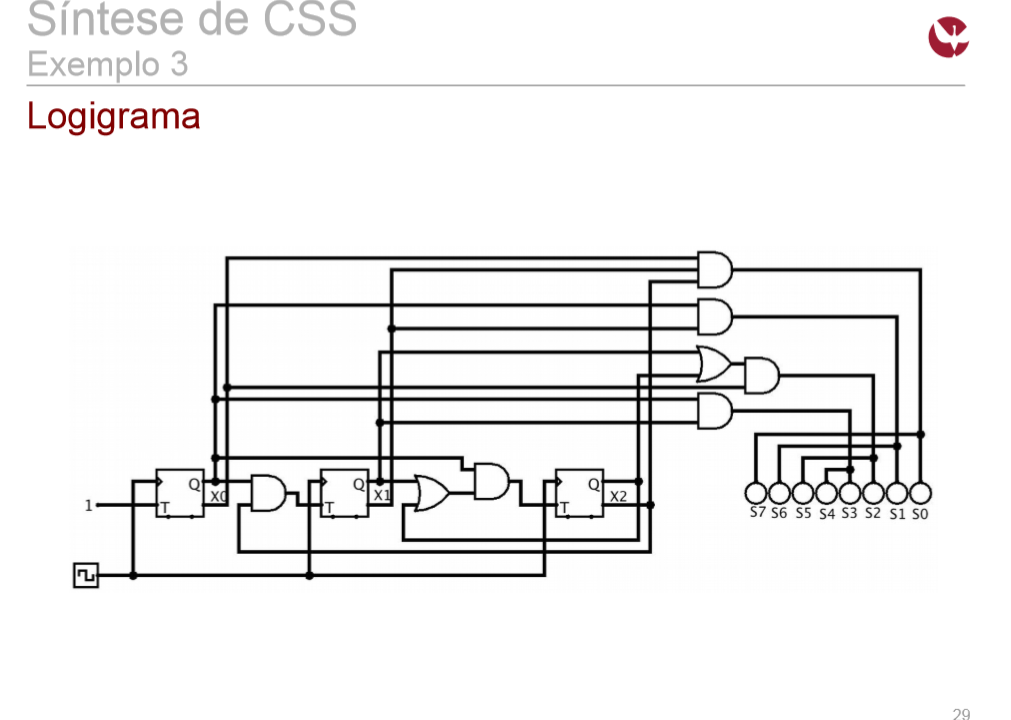 Síntese de CSS
Exemplo 3
Logigrama
Q
X0
T
Q
X1
T
Q
X2
T
1
S7 S6 S5 S4 S3 S2 S1 S0
29